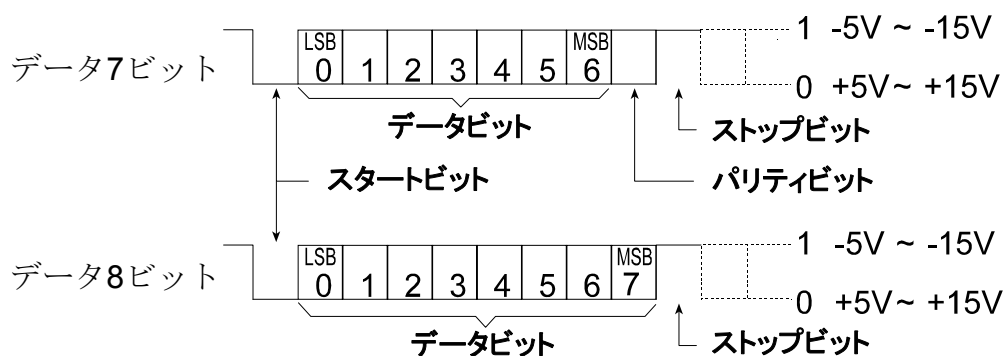 1 -5V ~ -15V
LSB MSB
データ7ビット 0 1 2 3 4 5 6
0 +5V~ +15V
データビット ストップビット
スタートビット パリティビット
1 -5V ~ -15V
LSB MSB
データ8ビット 0 1 2 3 4 5 6 7
0 +5V~ +15V
データビット ストップビット